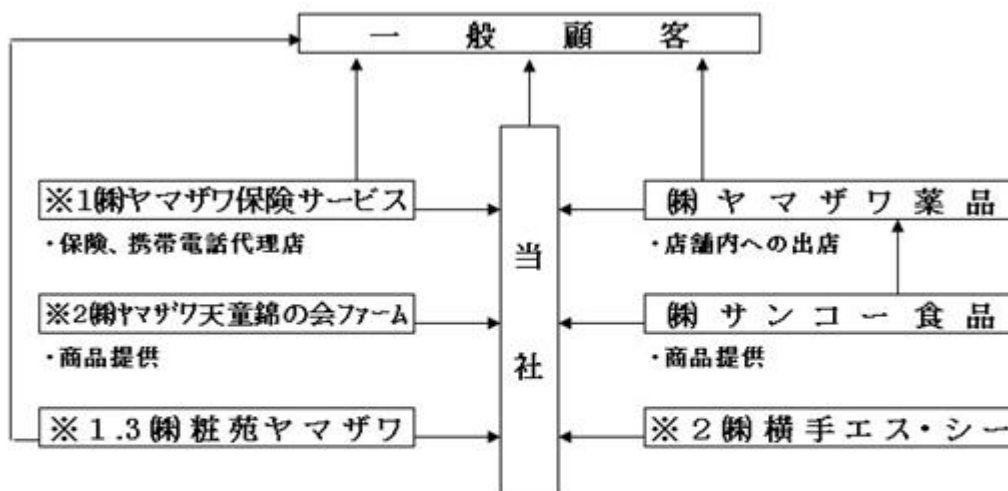 一般顧客
※1㈱ヤマザワ保険サービス
・保険、携帯電話代理店
※2㈱ヤマザワ天童錦の会ファーム
・商品提供
※1.3㈱粧苑ヤマザワ
当社
㈱ヤマザワ薬品
・店舗内への出店
㈱サンコー食品
・商品提供
※2㈱横手エス・シー